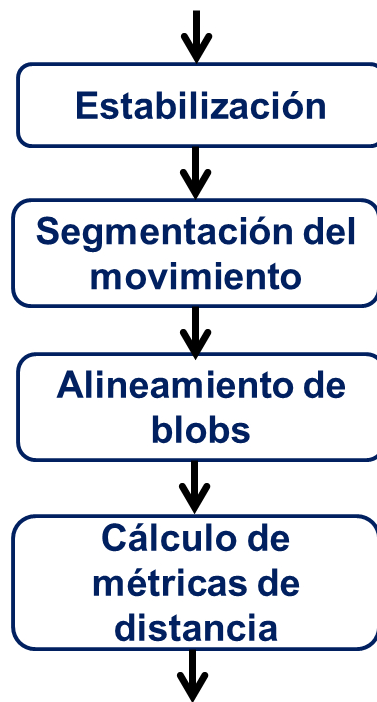 Estabilización
Segmentación del
movimiento
Alineamiento de
blobs
Cálculo de
métricas de
distancia